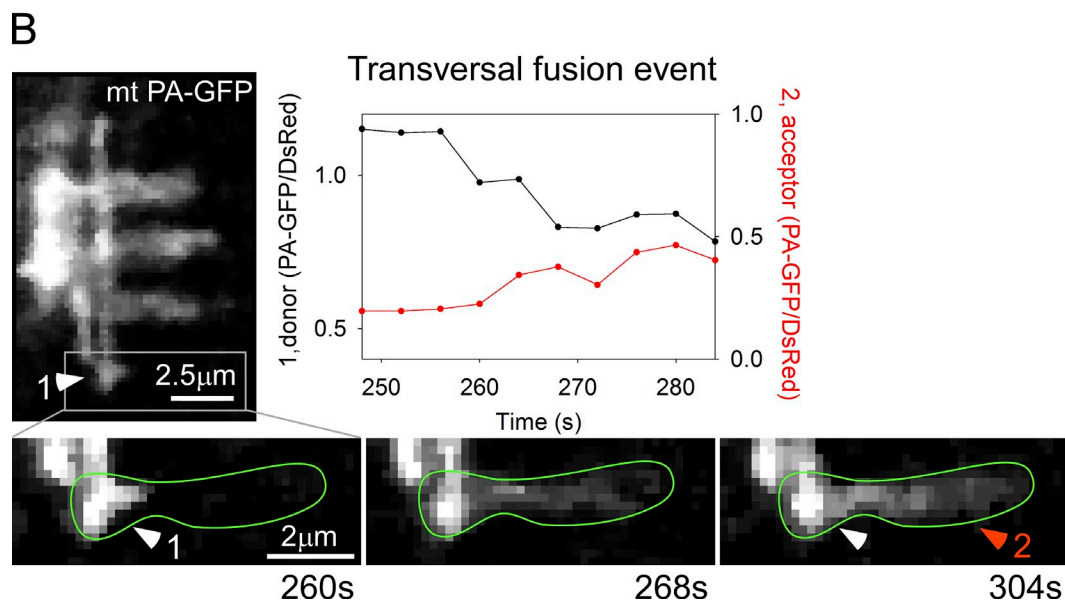 B
mt PA-GFP
1
2.5μm
Transversal fusion event
1,donor (PA-GFP/DsRed)
1.0
0.5
2, acceptor (PA-GFP/DsRed)
1.0
0.5
0.0
250 260 270 280
Time (s)
1
2μm
2
260s 268s 304s